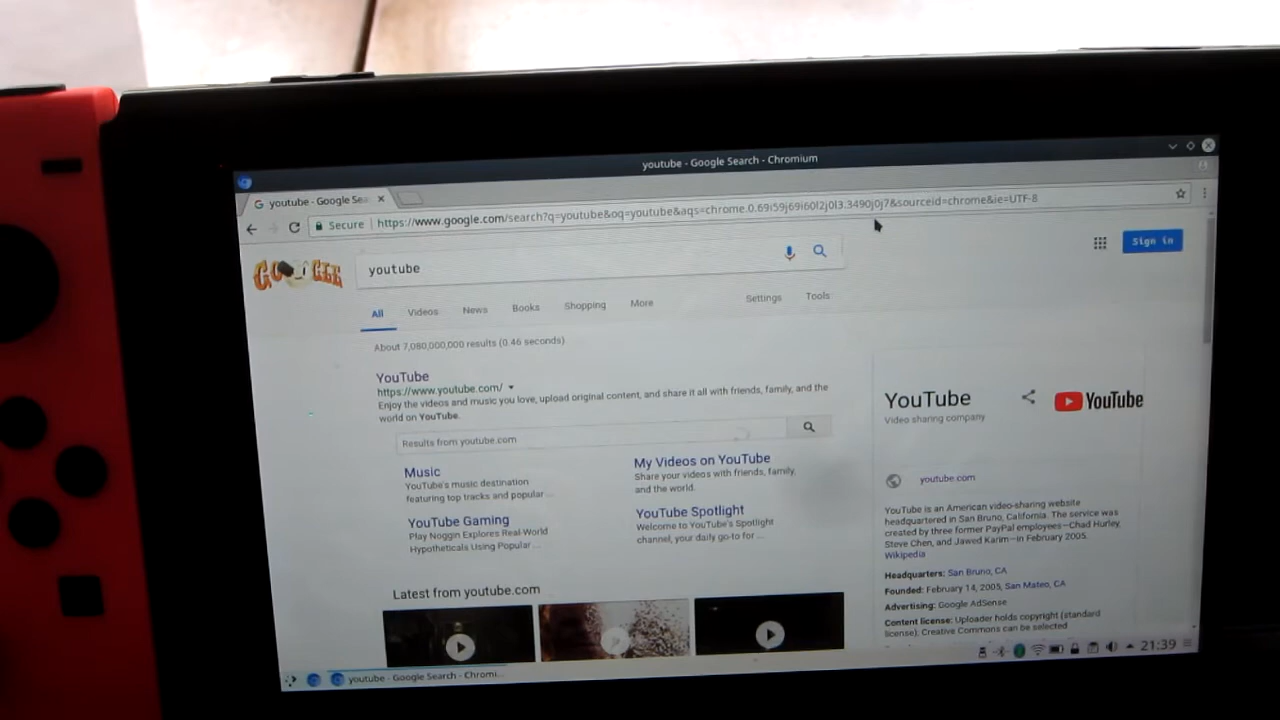 youtube - Google Search - Chromium
youtube - Google Sea
Secure https://www.google.com/search?q=youtube&oq=youtube&aqs=chrome.0.69i59j69i60l2j0l3.3490j0j7&sourceid=chrome&ie=UTF-8
GOOGLE
youtube
Sign in
All Videos News Books Shopping More Settings Tools
About 7,080,000,000 results (0.46 seconds)
YouTube
https://www.youtube.com/
Enjoy the videos and music you love, upload original content, and share it all with friends, family, and the
world on YouTube.
Results from youtube.com
Music
YouTube's music destination
featuring top tracks and popular ...
My Videos on YouTube
Share your videos with friends, family,
and the world.
YouTube Gaming
Play Noggin Explores Real-World
Hypotheticals Using Popular ...
YouTube Spotlight
Welcome to YouTube's Spotlight
channel, your daily go-to for ...
Latest from youtube.com
YouTube
Video sharing company
YouTube
youtube.com
YouTube is an American video-sharing website
headquartered in San Bruno, California. The service was
created by three former PayPal employees—Chad Hurley,
Steve Chen, and Jawed Karim—in February 2005.
Wikipedia
Headquarters: San Bruno, CA
Founded: February 14, 2005, San Mateo, CA
Advertising: Google AdSense
Content license: Uploader holds copyright (standard
license); Creative Commons can be selected
youtube - Google Search - Chromi...
21:39